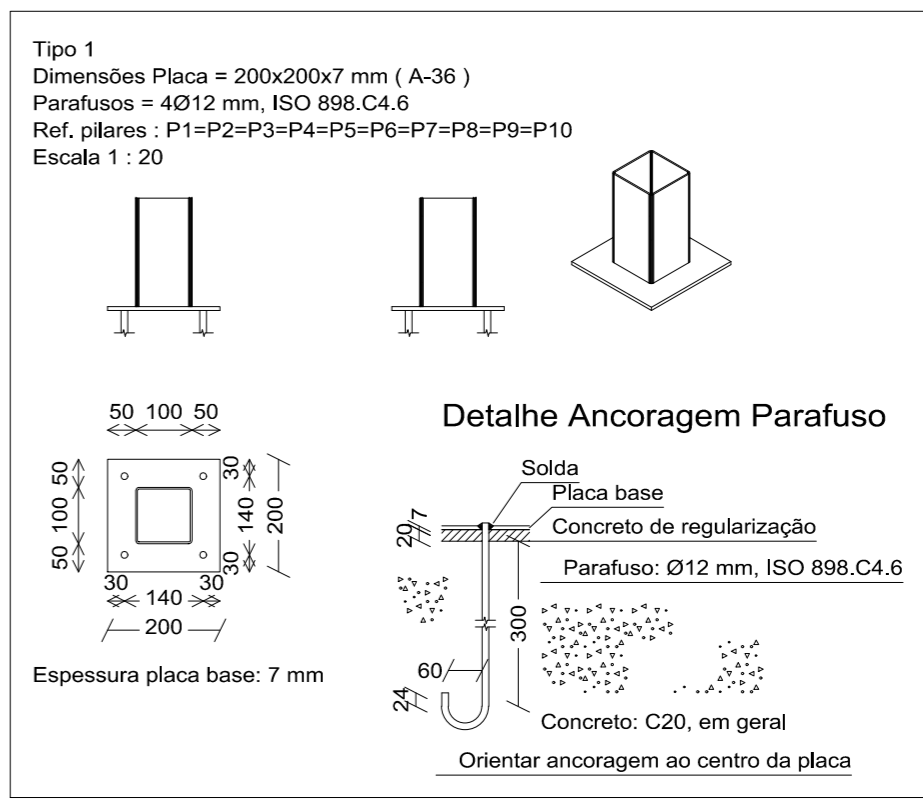 Tipo 1
Dimensões Placa = 200x200x7 mm ( A-36 )
Parafusos = 4Ø12 mm, ISO 898.C4.6
Ref. pilares : P1=P2=P3=P4=P5=P6=P7=P8=P9=P10
Escala 1 : 20
50 100 50
50
100
50
30
140
30
200
30
30
140
200
Espessura placa base: 7 mm
Detalhe Ancoragem Parafuso
Solda
Placa base
7
20
Concreto de regularização
Parafuso: Ø12 mm, ISO 898.C4.6
300
60
24
Concreto: C20, em geral
Orientar ancoragem ao centro da placa